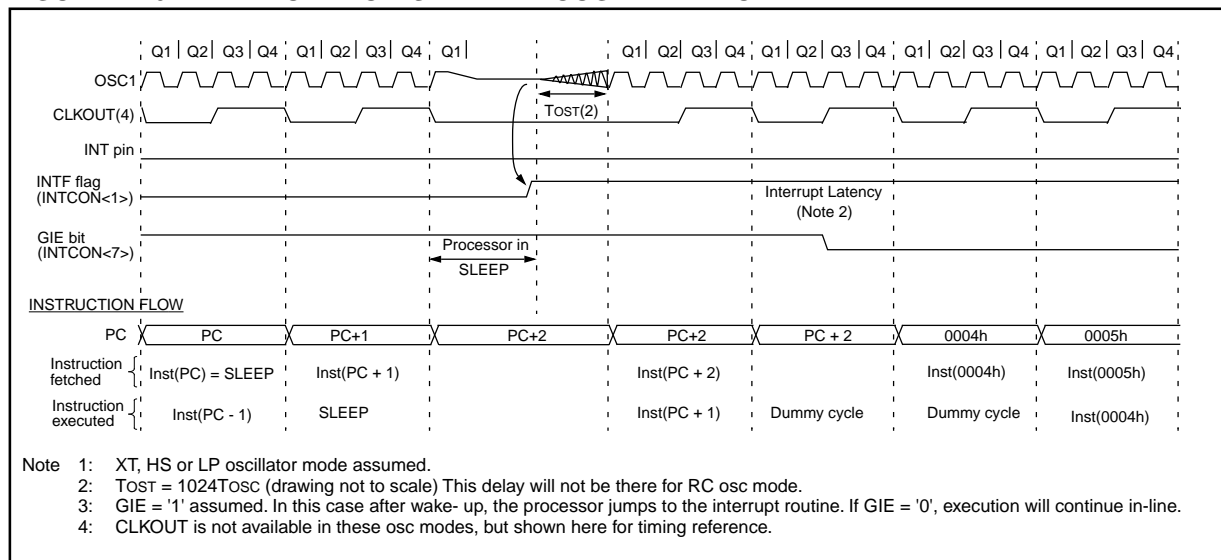 Q1 Q2 Q3 Q4 Q1 Q2 Q3 Q4 Q1 Q1 Q2 Q3 Q4 Q1 Q2 Q3 Q4 Q1 Q2 Q3 Q4 Q1 Q2 Q3 Q4
OSC1
TOST(2)
CLKOUT(4)
INT pin
INTF flag
(INTCON<1>)
Interrupt Latency
(Note 2)
GIE bit
(INTCON<7>)
Processor in
SLEEP
INSTRUCTION FLOW
PC PC PC+1 PC+2 PC+2 PC + 2 0004h 0005h
Instruction
fetched
Inst(PC) = SLEEP Inst(PC + 1) Inst(PC + 2) Inst(0004h) Inst(0005h)
Instruction
executed
Inst(PC - 1) SLEEP Inst(PC + 1) Dummy cycle Dummy cycle Inst(0004h)
Note 1: XT, HS or LP oscillator mode assumed.
2: TOST = 1024TOSC (drawing not to scale) This delay will not be there for RC osc mode.
3: GIE = '1' assumed. In this case after wake- up, the processor jumps to the interrupt routine. If GIE = '0', execution will continue in-line.
4: CLKOUT is not available in these osc modes, but shown here for timing reference.